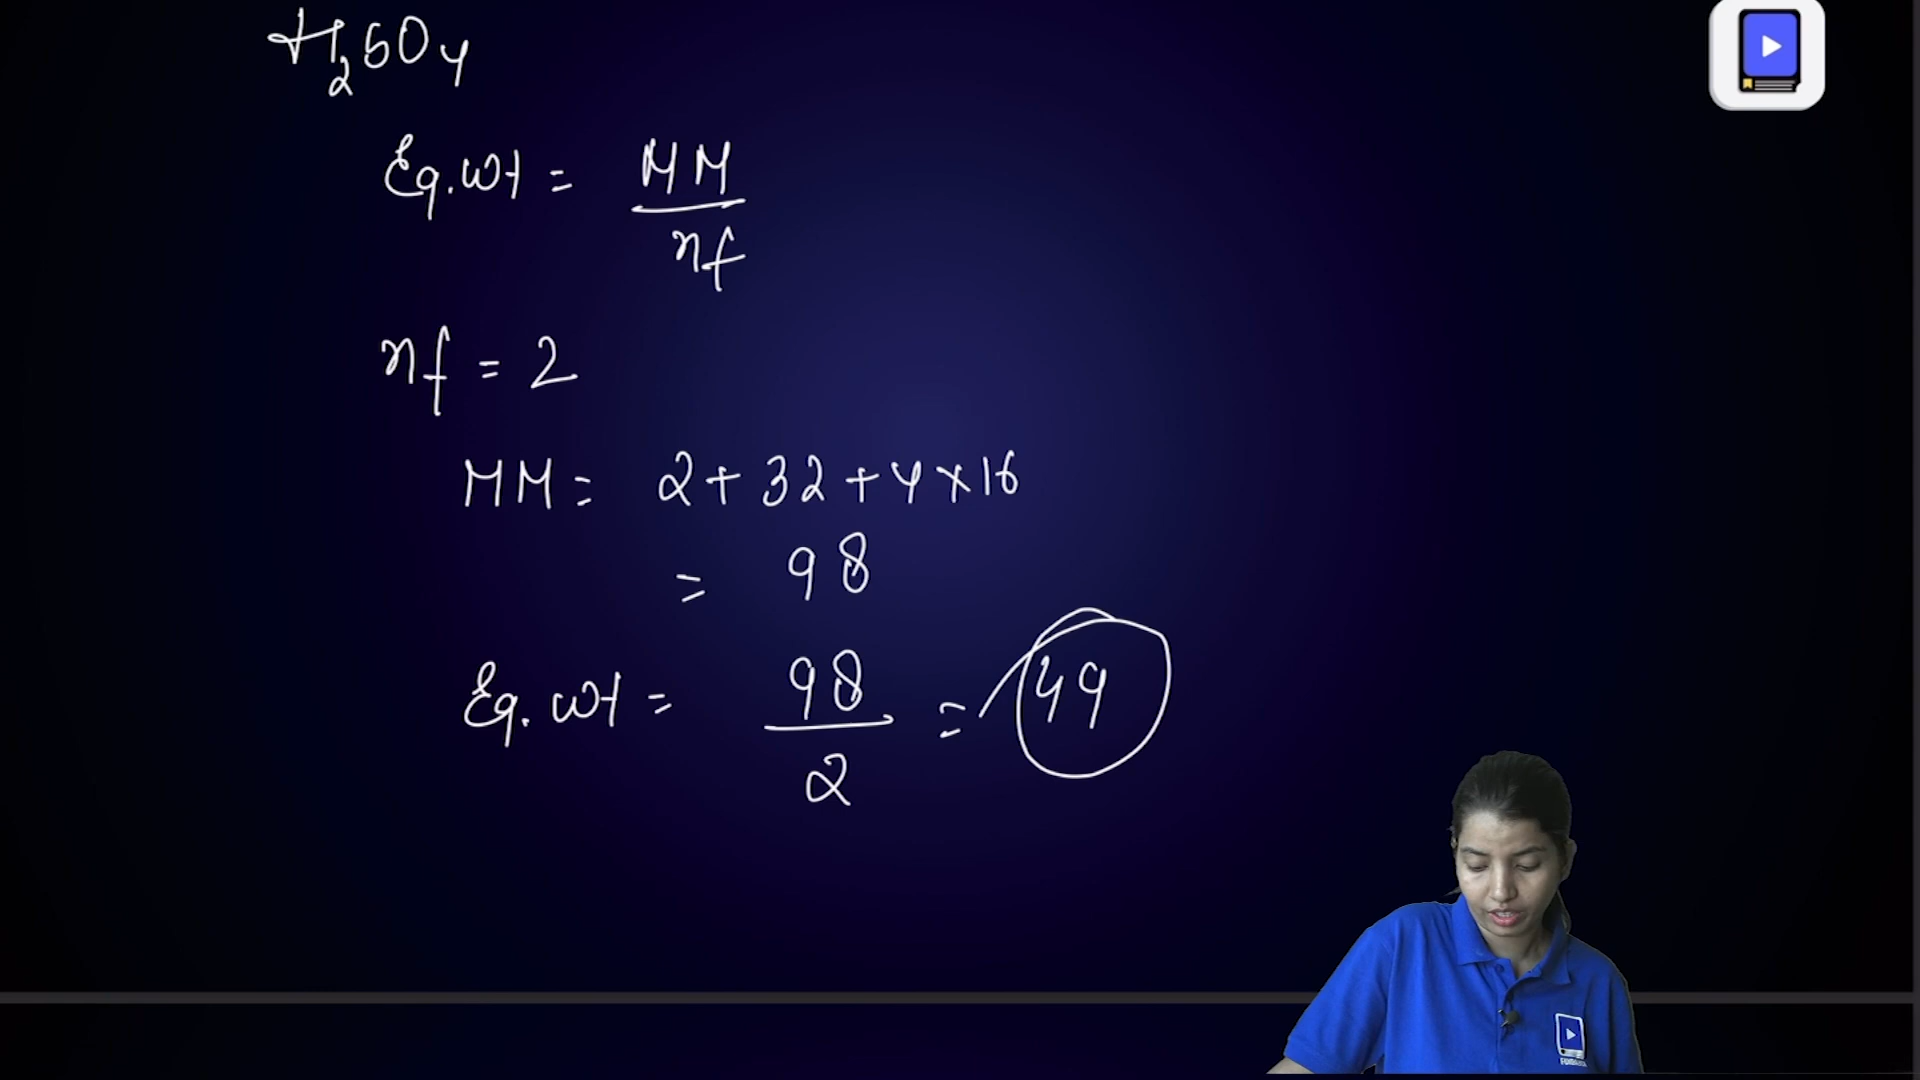 H₂SO₄
Eq.wt = MM / nf
nf = 2
MM = 2 + 32 + 4 × 16
= 98
Eq. wt = 98 / 2 = 49